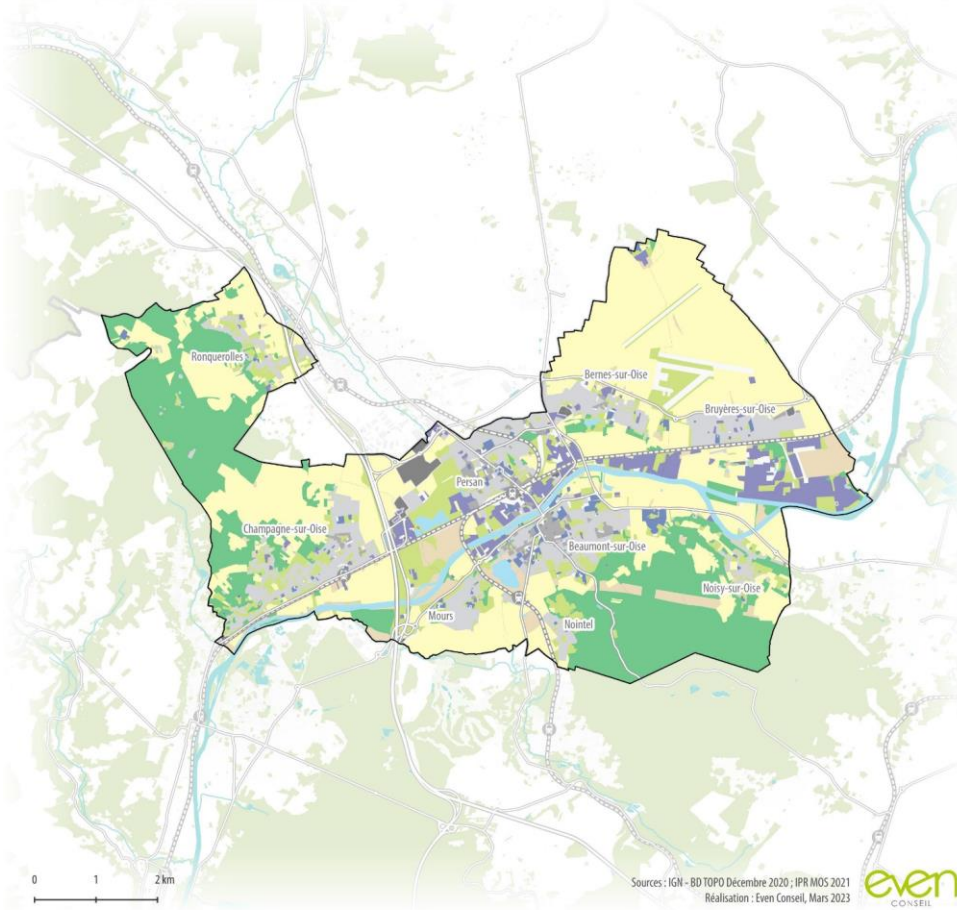 Ronquerolles
Bernes-sur-Oise
Bruyères-sur-Oise
Persan
Champagne-sur-Oise
Beaumont-sur-Oise
Noisy-sur-Oise
Mours
Nointel
0 1 2 km
Sources : IGN - BD TOPO Décembre 2020 ; IPR MOS 2021
Réalisation : Even Conseil, Mars 2023
even
CONSEIL